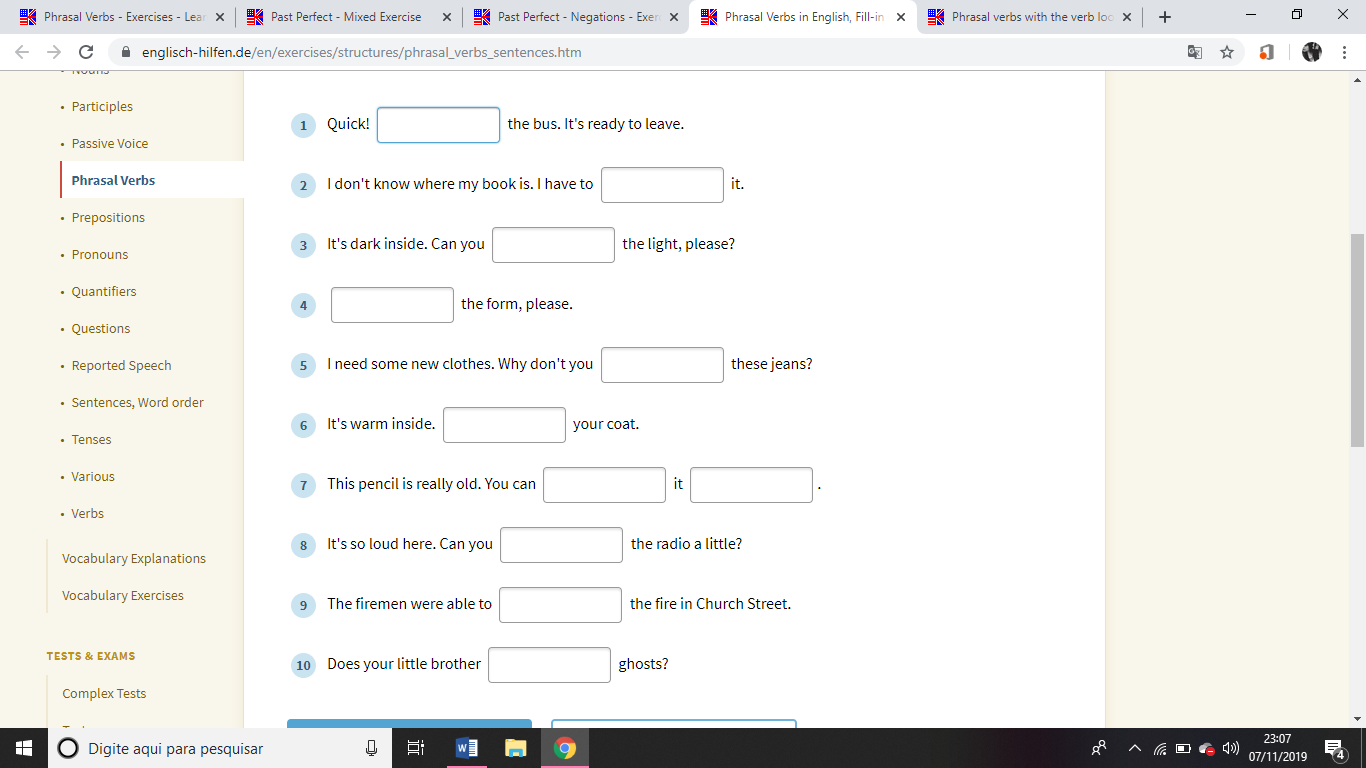 Phrasal Verbs - Exercises - Lear
Past Perfect - Mixed Exercise
Past Perfect - Negations - Exer
Phrasal Verbs in English, Fill-in
Phrasal verbs with the verb loo
englisch-hilfen.de/en/exercises/structures/phrasal_verbs_sentences.htm
Nouns
Participles
Passive Voice
Phrasal Verbs
Prepositions
Pronouns
Quantifiers
Questions
Reported Speech
Sentences, Word order
Tenses
Various
Verbs
Vocabulary Explanations
Vocabulary Exercises
TESTS & EXAMS
Complex Tests
1 Quick! the bus. It's ready to leave.
2 I don't know where my book is. I have to it.
3 It's dark inside. Can you the light, please?
4 the form, please.
5 I need some new clothes. Why don't you these jeans?
6 It's warm inside. your coat.
7 This pencil is really old. You can it .
8 It's so loud here. Can you the radio a little?
9 The firemen were able to the fire in Church Street.
10 Does your little brother ghosts?
Digite aqui para pesquisar
23:07
07/11/2019
4